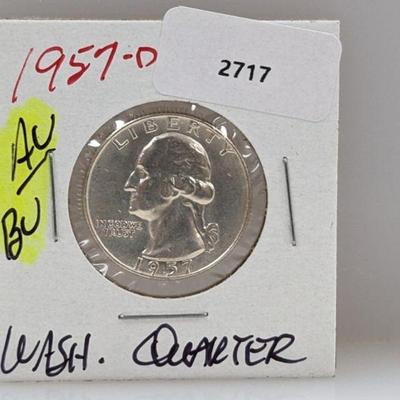 1957-D
2717
AU
BU
LIBERTY
IN GOD WE
TRUST
1957
WASH. QUARTER